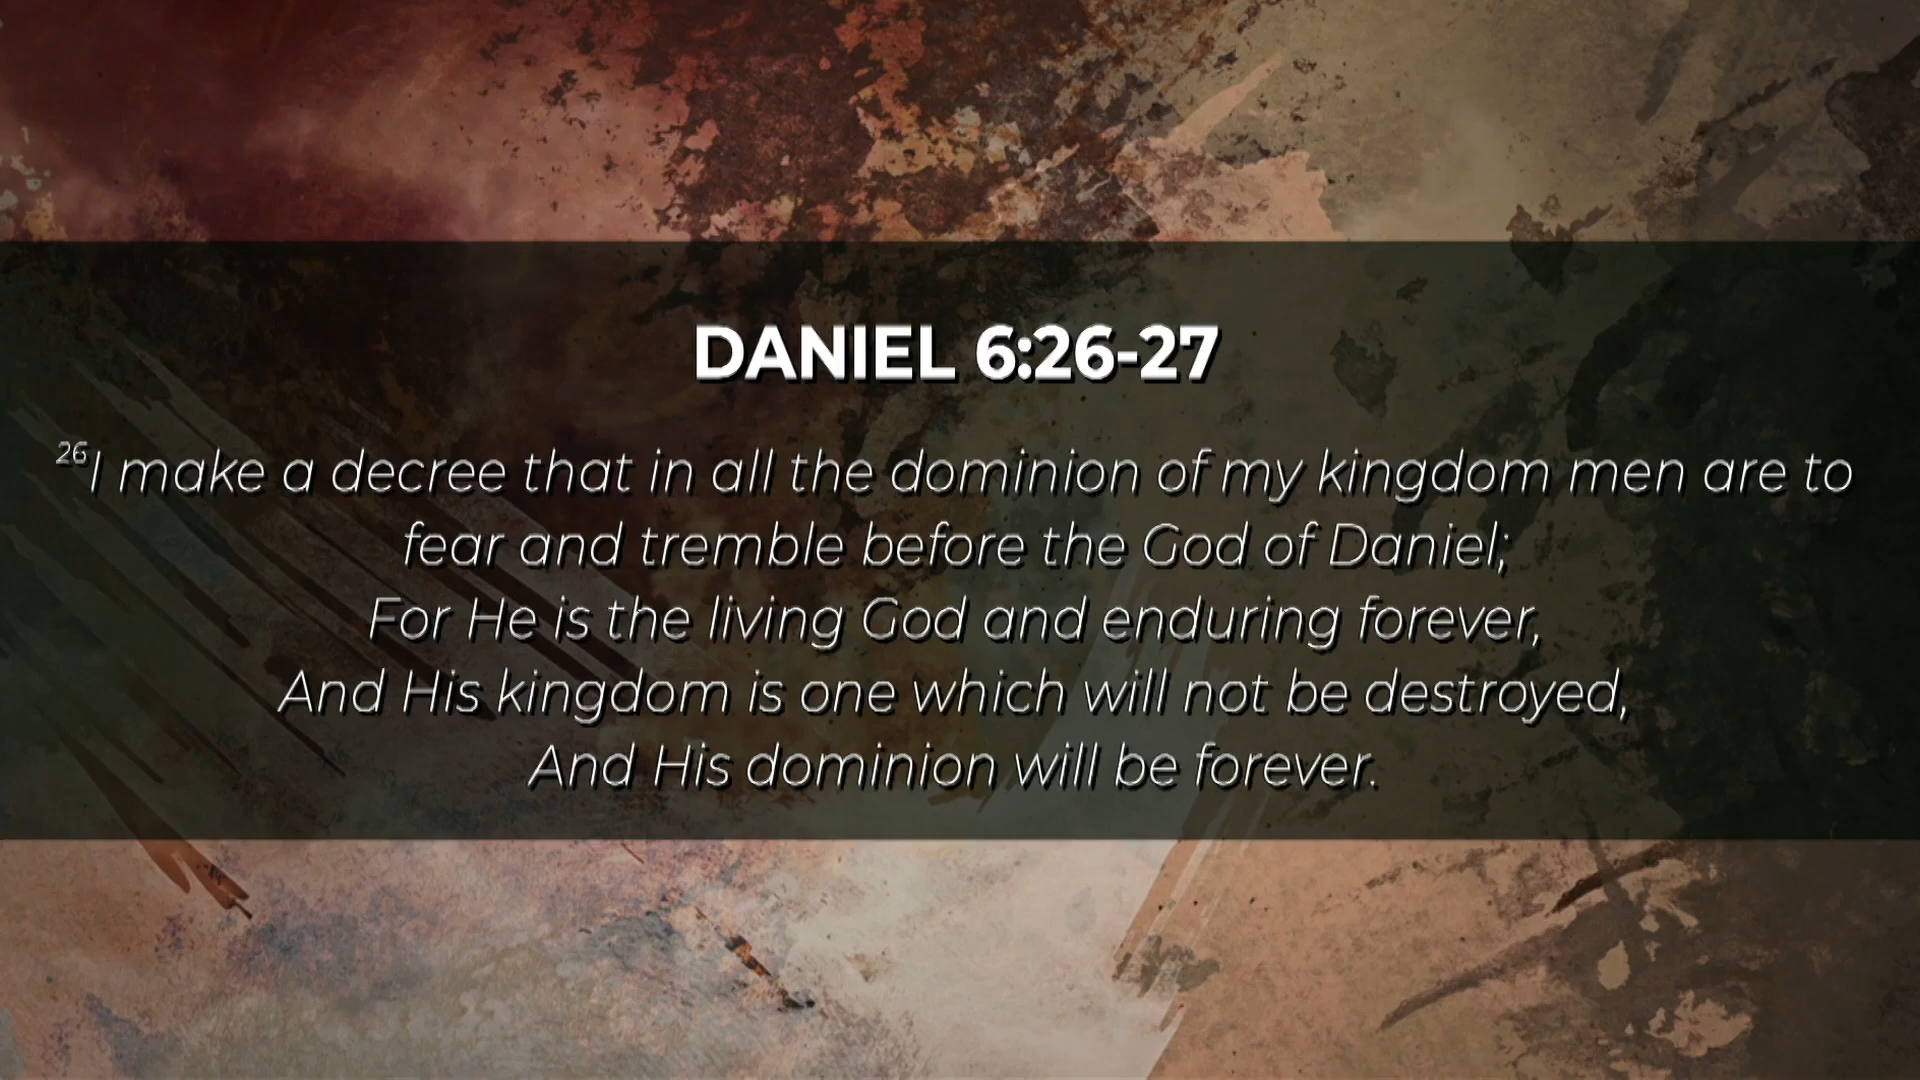 DANIEL 6:26-27
26I make a decree that in all the dominion of my kingdom men are to
fear and tremble before the God of Daniel;
For He is the living God and enduring forever,
And His kingdom is one which will not be destroyed,
And His dominion will be forever.